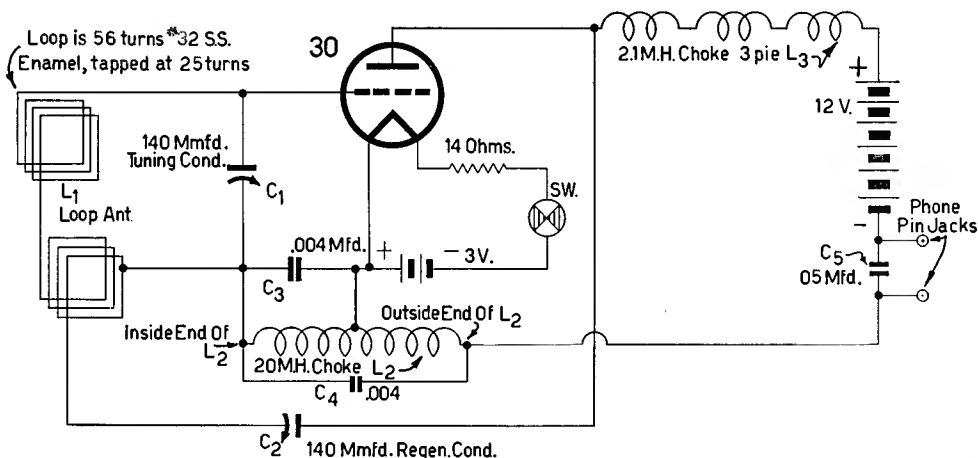 Loop is 56 turns #32 S.S.
Enamel, tapped at 25 turns
30
2.1 M.H. Choke 3 pie L3
+
12 V.
140 Mmfd.
Tuning Cond.
C1
14 Ohms.
SW.
L1
Loop Ant.
Phone
Pin Jacks
-
C5
05 Mfd.
.004 Mfd.
C3
+
- 3 V.
Inside End Of
L2
Outside End Of L2
20 M.H. Choke L2
C4 .004
C2 140 Mmfd. Regen. Cond.